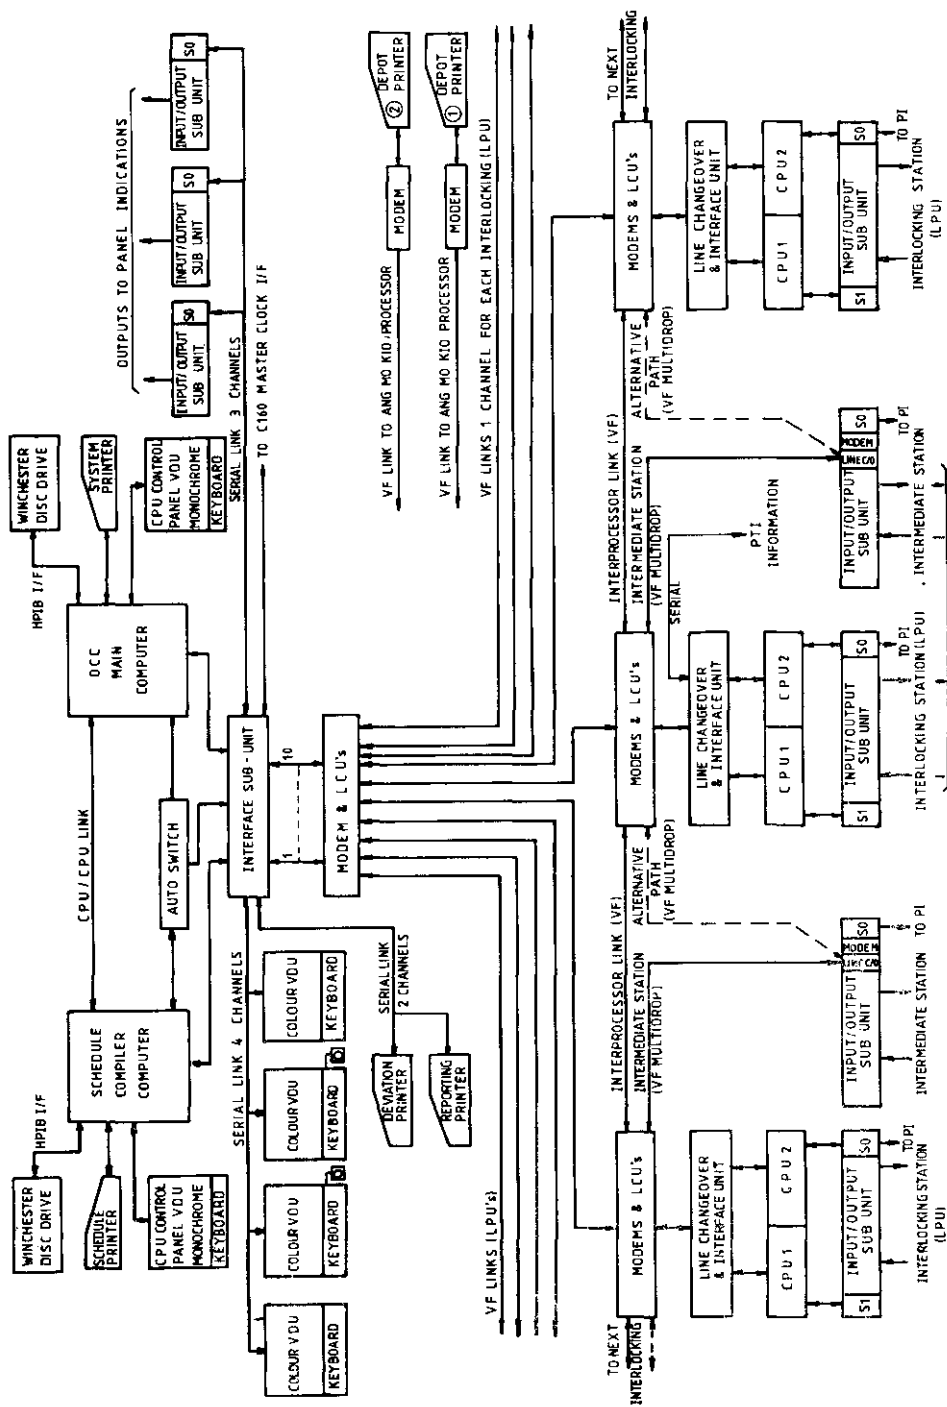 WINCHESTER
DISC DRIVE
HPIB I/F
SCHEDULE
PRINTER
CPU CONTROL
PANEL VDU
MONOCHROME
KEYBOARD
SCHEDULE
COMPILER
COMPUTER
CPU/CPU LINK
AUTO SWITCH
OCC
MAIN
COMPUTER
HPIB I/F
WINCHESTER
DISC DRIVE
SYSTEM
PRINTER
CPU CONTROL
PANEL VDU
MONOCHROME
KEYBOARD
OUTPUTS TO PANEL INDICATIONS
INPUT/OUTPUT
SUB UNIT
S0
INPUT/OUTPUT
SUB UNIT
S0
INPUT/OUTPUT
SUB UNIT
S0
SERIAL LINK 4 CHANNELS
INTERFACE SUB-UNIT
SERIAL LINK 3 CHANNELS
TO C160 MASTER CLOCK I/F
COLOUR VDU
KEYBOARD
COLOUR VDU
KEYBOARD
COLOUR VDU
KEYBOARD
COLOUR VDU
KEYBOARD
SERIAL LINK
2 CHANNELS
DEVIATION
PRINTER
REPORTING
PRINTER
1
10
MODEM & LCU's
VF LINK TO ANG MO KIO PROCESSOR
MODEM
② DEPOT
PRINTER
VF LINK TO ANG MO KIO PROCESSOR
MODEM
① DEPOT
PRINTER
VF LINKS (LPU's)
VF LINKS 1 CHANNEL FOR EACH INTERLOCKING (LPU)
TO NEXT
INTERLOCKING
MODEMS & LCU's
INTERPROCESSOR LINK (VF)
INTERMEDIATE STATION
(VF MULTIDROP)
ALTERNATIVE
PATH
(VF MULTIDROP)
MODEMS & LCU's
INTERPROCESSOR LINK (VF)
INTERMEDIATE STATION
(VF MULTIDROP)
ALTERNATIVE
PATH
(VF MULTIDROP)
MODEMS & LCU's
TO NEXT
INTERLOCKING
SERIAL
PTI
INFORMATION
LINE CHANGEOVER
& INTERFACE UNIT
LINE CHANGEOVER
& INTERFACE UNIT
LINE CHANGEOVER
& INTERFACE UNIT
CPU1
CPU2
CPU1
CPU2
CPU1
CPU2
S1
INPUT/OUTPUT
SUB UNIT
S0
INPUT/OUTPUT
SUB UNIT
LINE C/O
MODEM
S0
S1
INPUT/OUTPUT
SUB UNIT
S0
INPUT/OUTPUT
SUB UNIT
LINE C/O
MODEM
S0
S1
INPUT/OUTPUT
SUB UNIT
S0
TO PI
TO PI
TO PI
TO PI
TO PI
INTERLOCKING STATION
(LPU)
INTERMEDIATE STATION
INTERLOCKING STATION (LPU)
INTERMEDIATE STATION
INTERLOCKING STATION
(LPU)